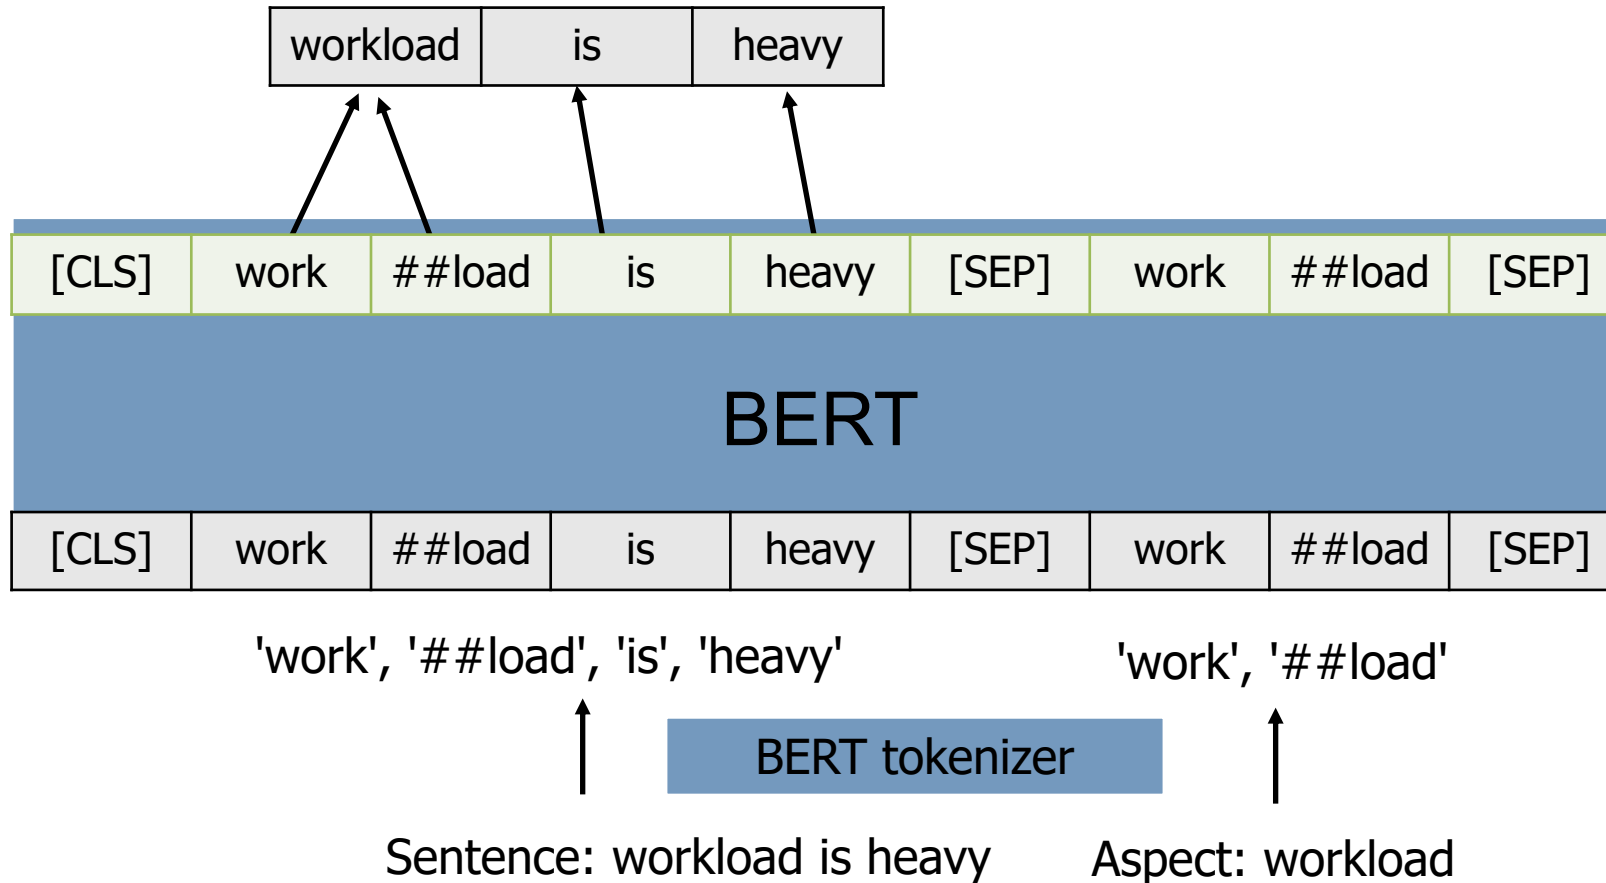 workload is heavy
[CLS] work ##load is heavy [SEP] work ##load [SEP]
BERT
[CLS] work ##load is heavy [SEP] work ##load [SEP]
'work', '##load', 'is', 'heavy' 'work', '##load'
BERT tokenizer
Sentence: workload is heavy Aspect: workload